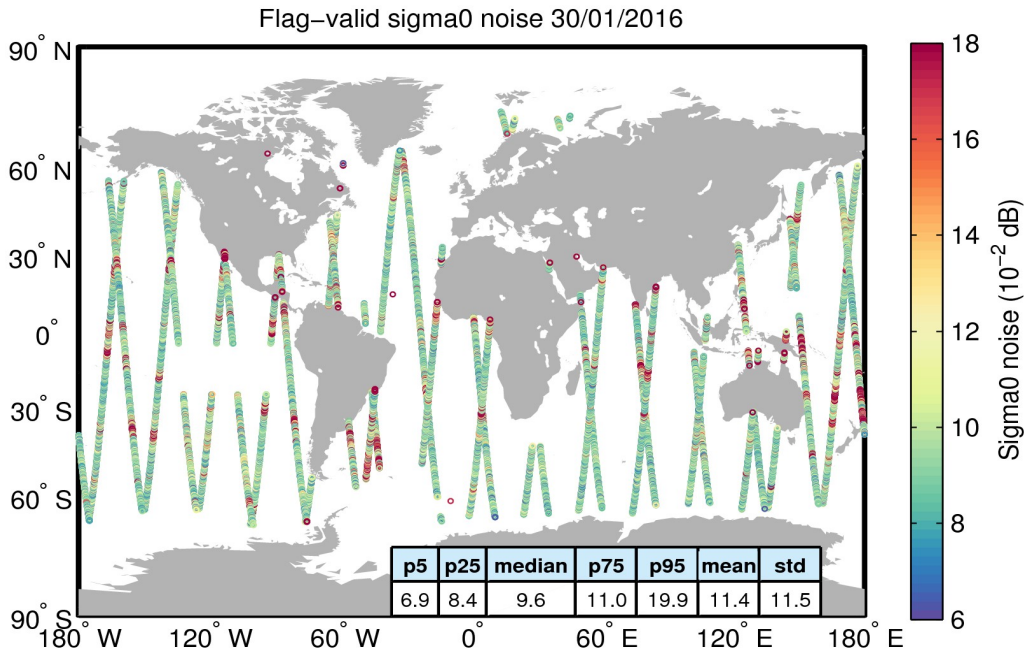 Flag−valid sigma0 noise 30/01/2016
90° N
60° N
30° N
0°
30° S
60° S
90° S
180° W
120° W
60° W
0°
60° E
120° E
180° E
p5 p25 median p75 p95 mean std
6.9 8.4 9.6 11.0 19.9 11.4 11.5
18
16
14
12
10
8
6
Sigma0 noise (10⁻² dB)